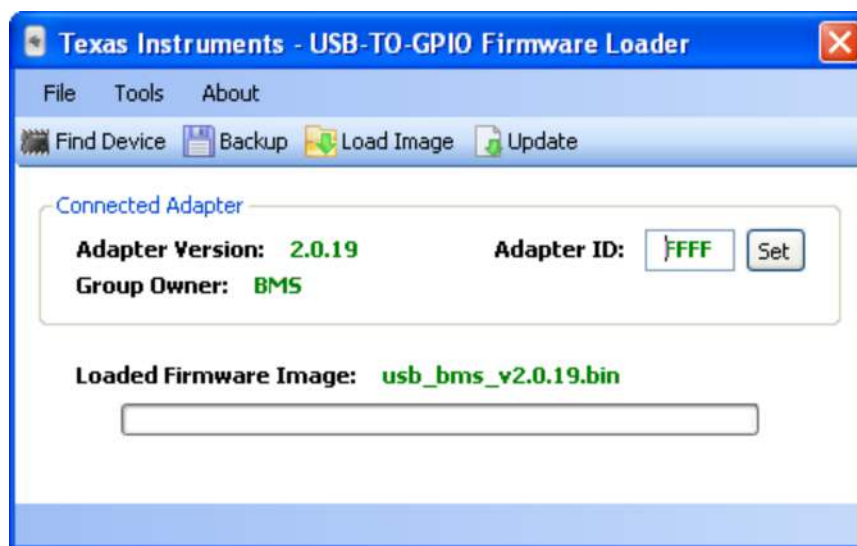 Texas Instruments - USB-TO-GPIO Firmware Loader
File Tools About
Find Device Backup Load Image Update
Connected Adapter
Adapter Version: 2.0.19 Adapter ID: FFFF Set
Group Owner: BMS
Loaded Firmware Image: usb_bms_v2.0.19.bin